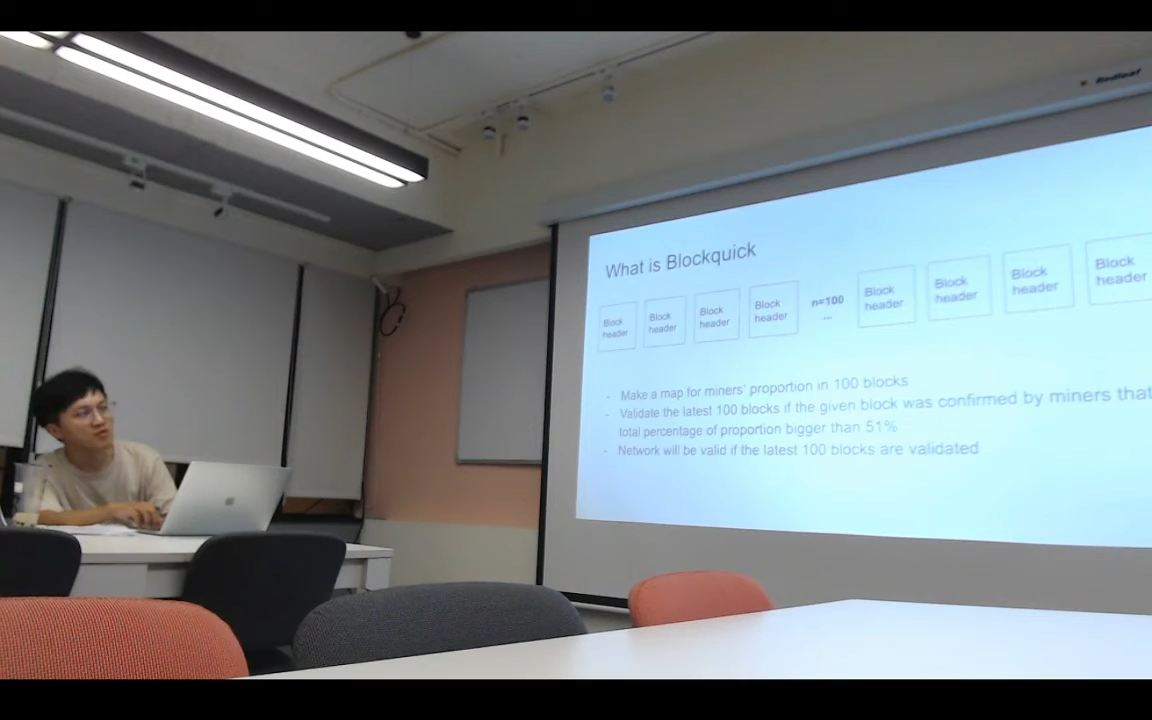 Redleaf
What is Blockquick
Block
header
Block
header
Block
header
Block
header
n=100
...
Block
header
Block
header
Block
header
Block
header
- Make a map for miners' proportion in 100 blocks
- Validate the latest 100 blocks if the given block was confirmed by miners that
total percentage of proportion bigger than 51%
- Network will be valid if the latest 100 blocks are validated